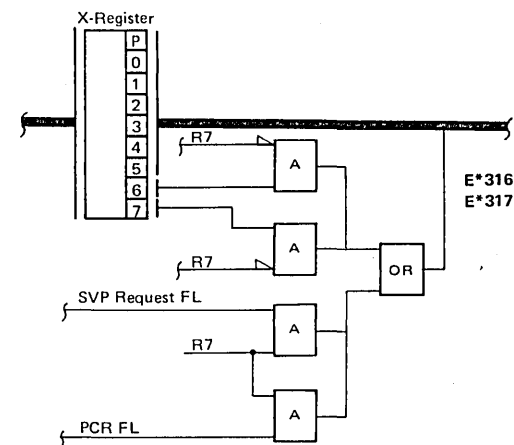 X-Register
P
0
1
2
3
4
5
6
7
R7
A
E*316
E*317
A
R7
OR
SVP Request FL
A
R7
A
PCR FL